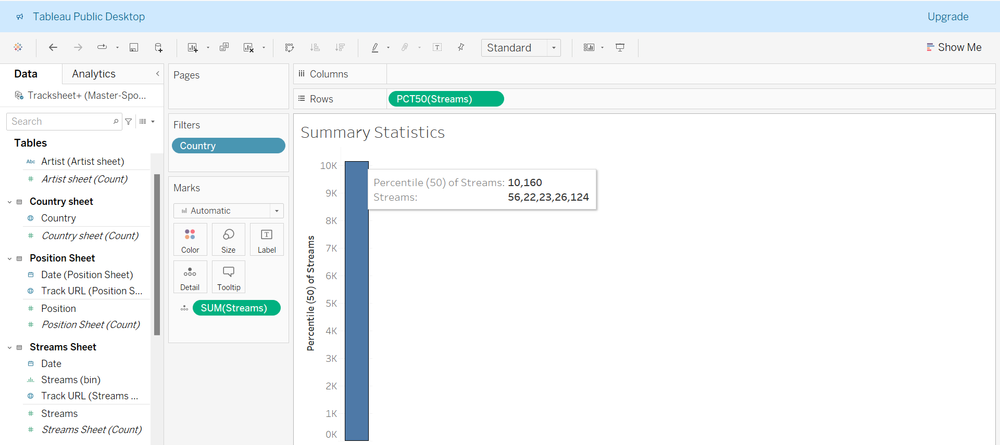 Tableau Public Desktop
Upgrade
Standard
Show Me
Data
Analytics
Tracksheet+ (Master-Spo...
Search
Tables
Abc Artist (Artist sheet)
# Artist sheet (Count)
Country sheet
Country
# Country sheet (Count)
Position Sheet
Date (Position Sheet)
Track URL (Position S...
# Position
# Position Sheet (Count)
Streams Sheet
Date
Streams (bin)
Track URL (Streams ...
# Streams
# Streams Sheet (Count)
Pages
Filters
Country
Marks
Automatic
Color
Size
T
Label
Detail
Tooltip
SUM(Streams)
Columns
Rows
PCT50(Streams)
Summary Statistics
Percentile (50) of Streams
10K
9K
8K
7K
6K
5K
4K
3K
2K
1K
0K
Percentile (50) of Streams: 10,160
Streams: 56,22,23,26,124